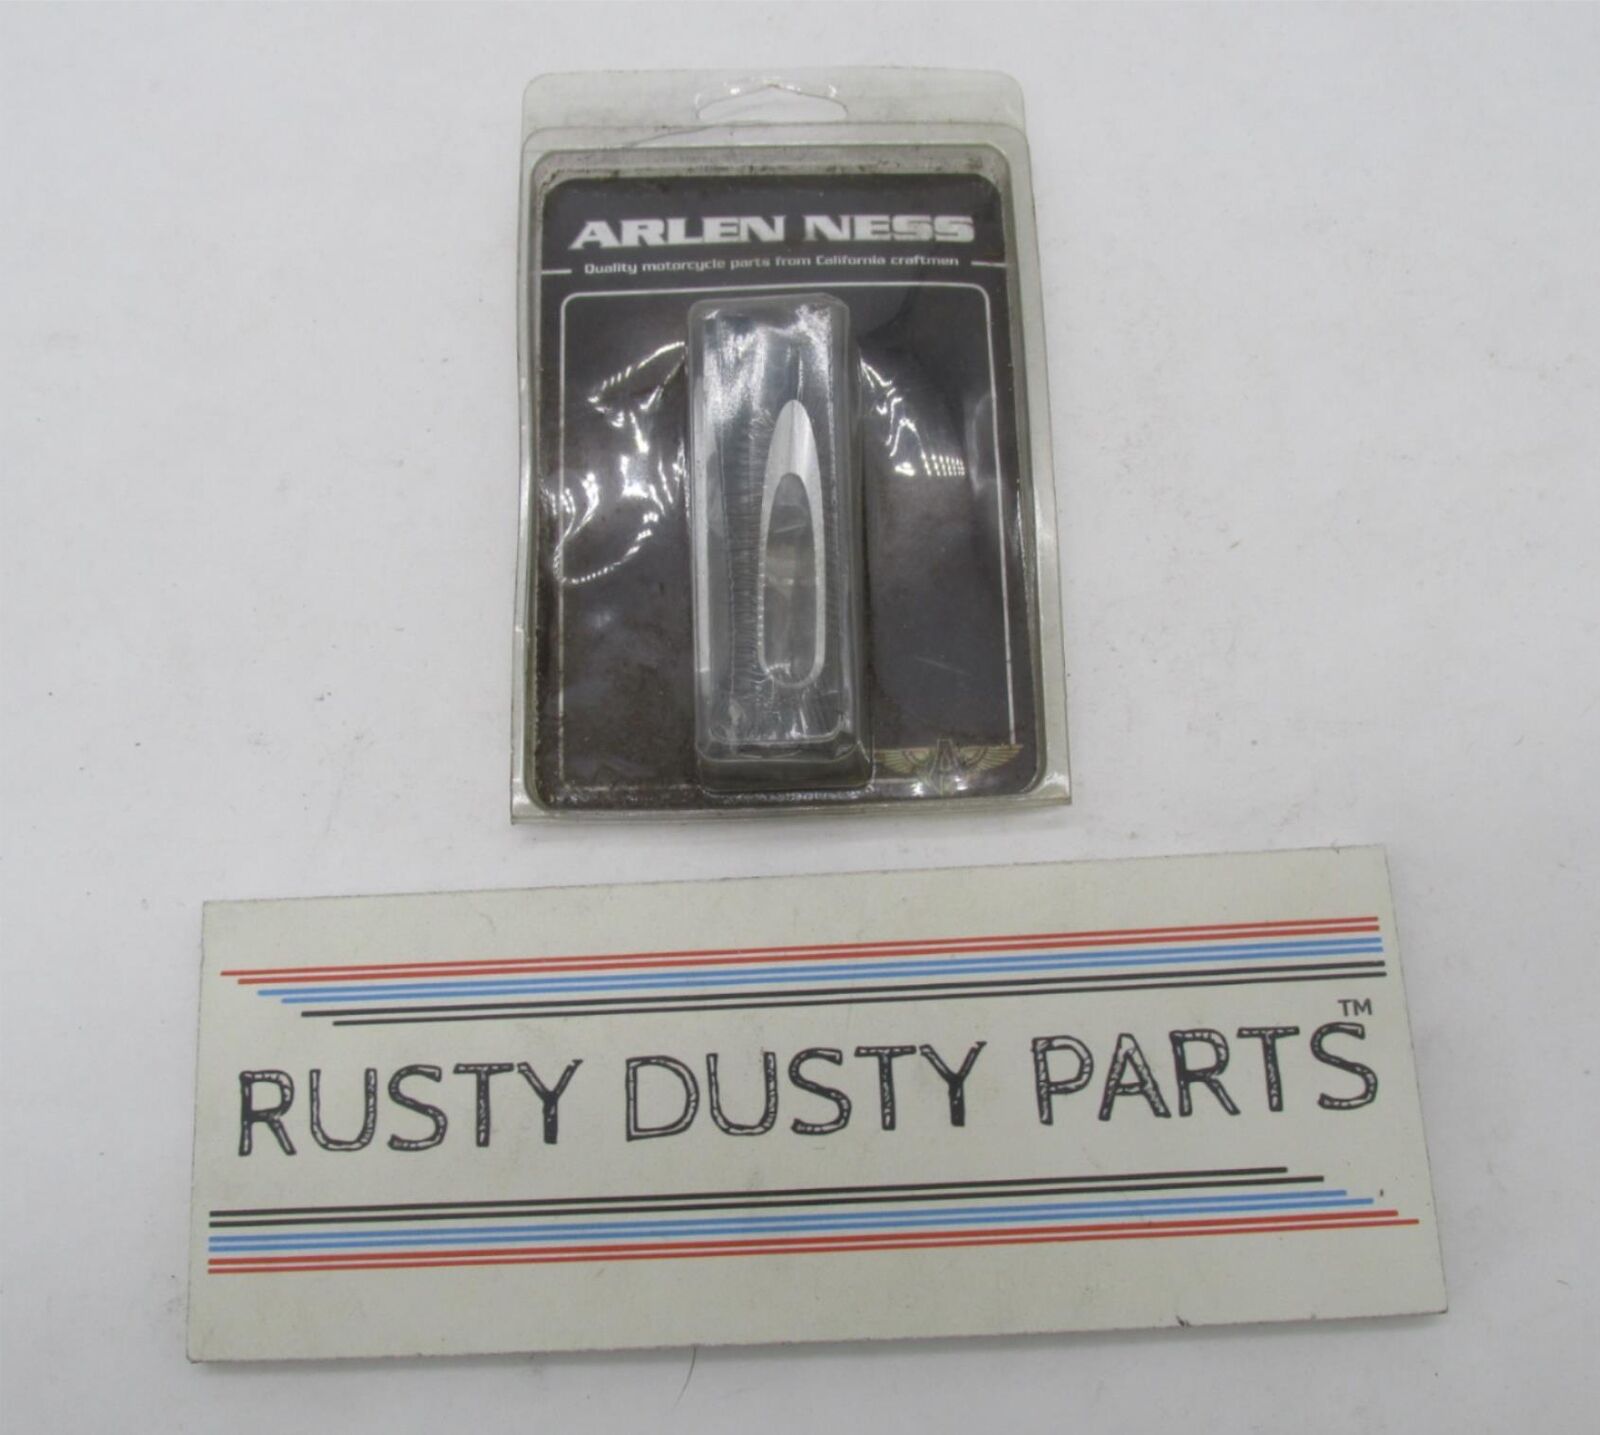 ARLEN NESS
Quality motorcycle parts from California craftmen
RUSTY DUSTY PARTS™